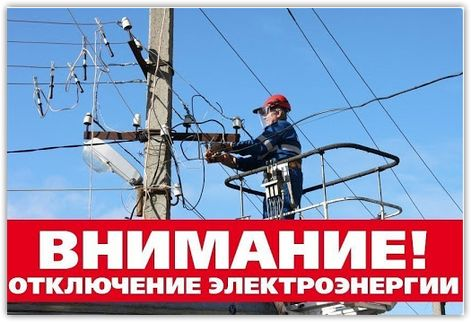 ВНИМАНИЕ!
ОТКЛЮЧЕНИЕ ЭЛЕКТРОЭНЕРГИИ